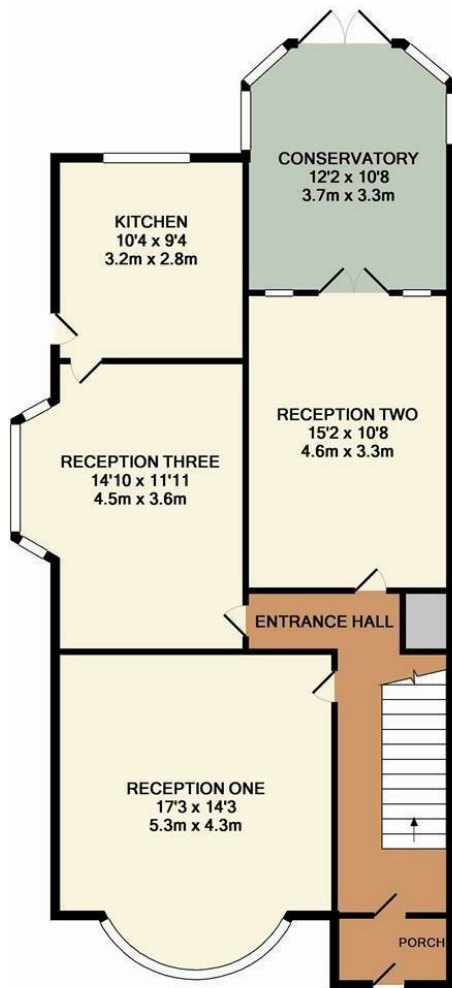 CONSERVATORY
12'2 x 10'8
3.7m x 3.3m
KITCHEN
10'4 x 9'4
3.2m x 2.8m
RECEPTION TWO
15'2 x 10'8
4.6m x 3.3m
RECEPTION THREE
14'10 x 11'11
4.5m x 3.6m
ENTRANCE HALL
RECEPTION ONE
17'3 x 14'3
5.3m x 4.3m
PORCH